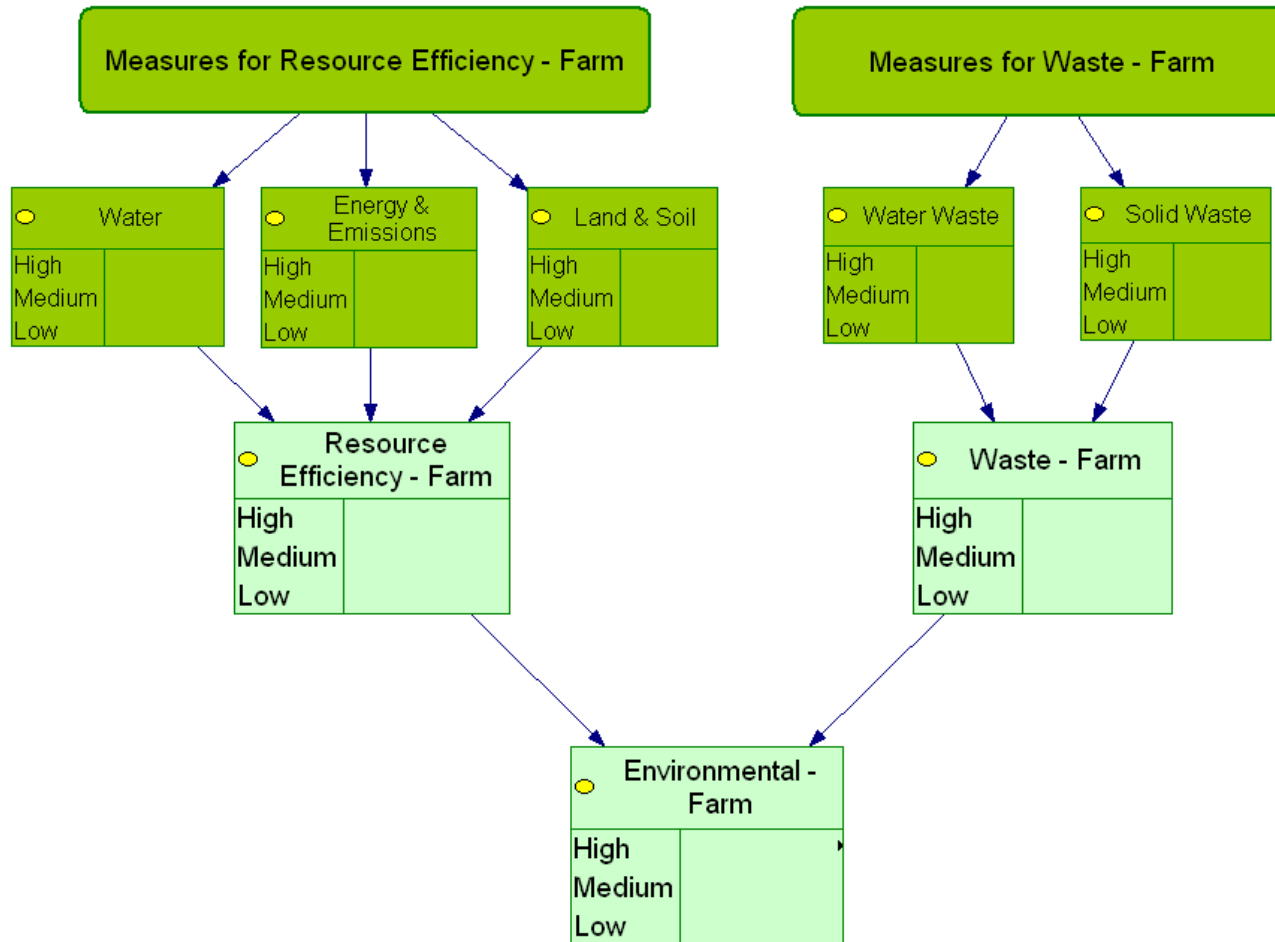 Measures for Resource Efficiency - Farm
Measures for Waste - Farm
Water
High
Medium
Low
Energy &
Emissions
High
Medium
Low
Land & Soil
High
Medium
Low
Water Waste
High
Medium
Low
Solid Waste
High
Medium
Low
Resource
Efficiency - Farm
High
Medium
Low
Waste - Farm
High
Medium
Low
Environmental -
Farm
High
Medium
Low